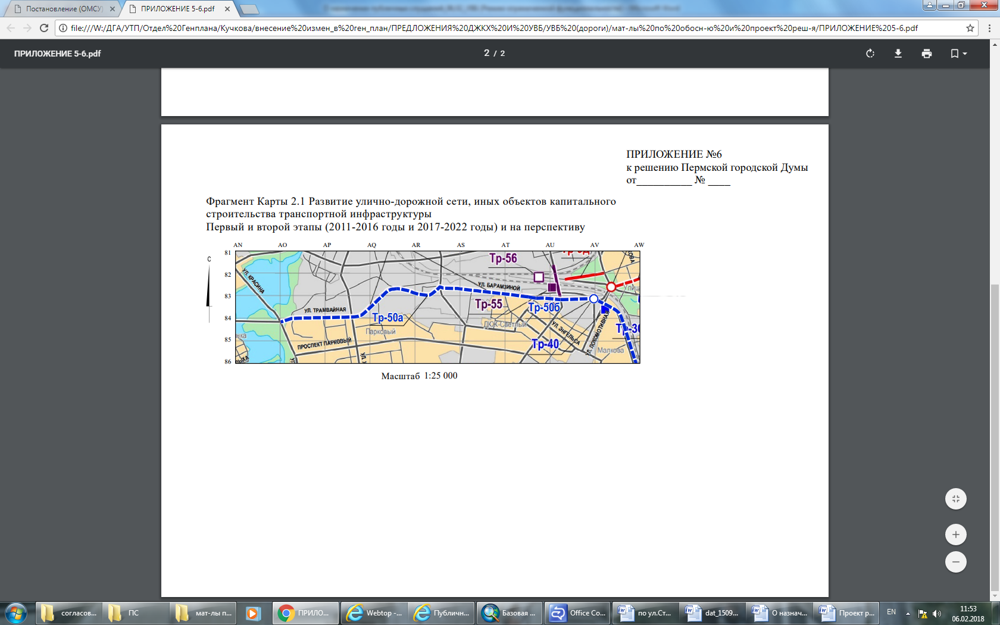 Постановление (ОМСУ)
ПРИЛОЖЕНИЕ 5-6.pdf
file:///W:/ДГА/УТП/Отдел%20Генплана/Кучкова/внесение%20измен_в%20ген_план/ПРЕДЛОЖЕНИЯ%20ДЖКХ%20И%20УВБ/УВБ%20(дороги)/мат-лы%20по%20обосн-ю%20и%20проект%20реш-я/ПРИЛОЖЕНИЕ%205-6.pdf
ПРИЛОЖЕНИЕ 5-6.pdf
2 / 2
ПРИЛОЖЕНИЕ №6
к решению Пермской городской Думы
от__________ № ____
Фрагмент Карты 2.1 Развитие улично-дорожной сети, иных объектов капитального
строительства транспортной инфраструктуры
Первый и второй этапы (2011-2016 годы и 2017-2022 годы) и на перспективу
AN AO AP AQ AR AS AT AU AV AW
81
С
82
83
84
85
86
Тр-56
УЛ. КРАСИНА
УЛ. БАРАМЗИНОЙ
Улиц
Тр-55
Тр-50б
УЛ. ТРАМВАЙНАЯ
Тр-50а
ДКЖ-Светлый
УЛ. ЭНГЕЛЬСА
УЛ. ЛОКОМОТИВНАЯ
Парковый
ПРОСПЕКТ ПАРКОВЫЙ
Тр-40
Малкова
Масштаб 1:25 000
согласов...
ПС
мат-лы п...
ПРИЛО...
Webtop -...
Публичн...
Базовая ...
Office Co...
по ул.Ст...
dat_1509...
О назнач...
Проект р...
EN
11:53
06.02.2018